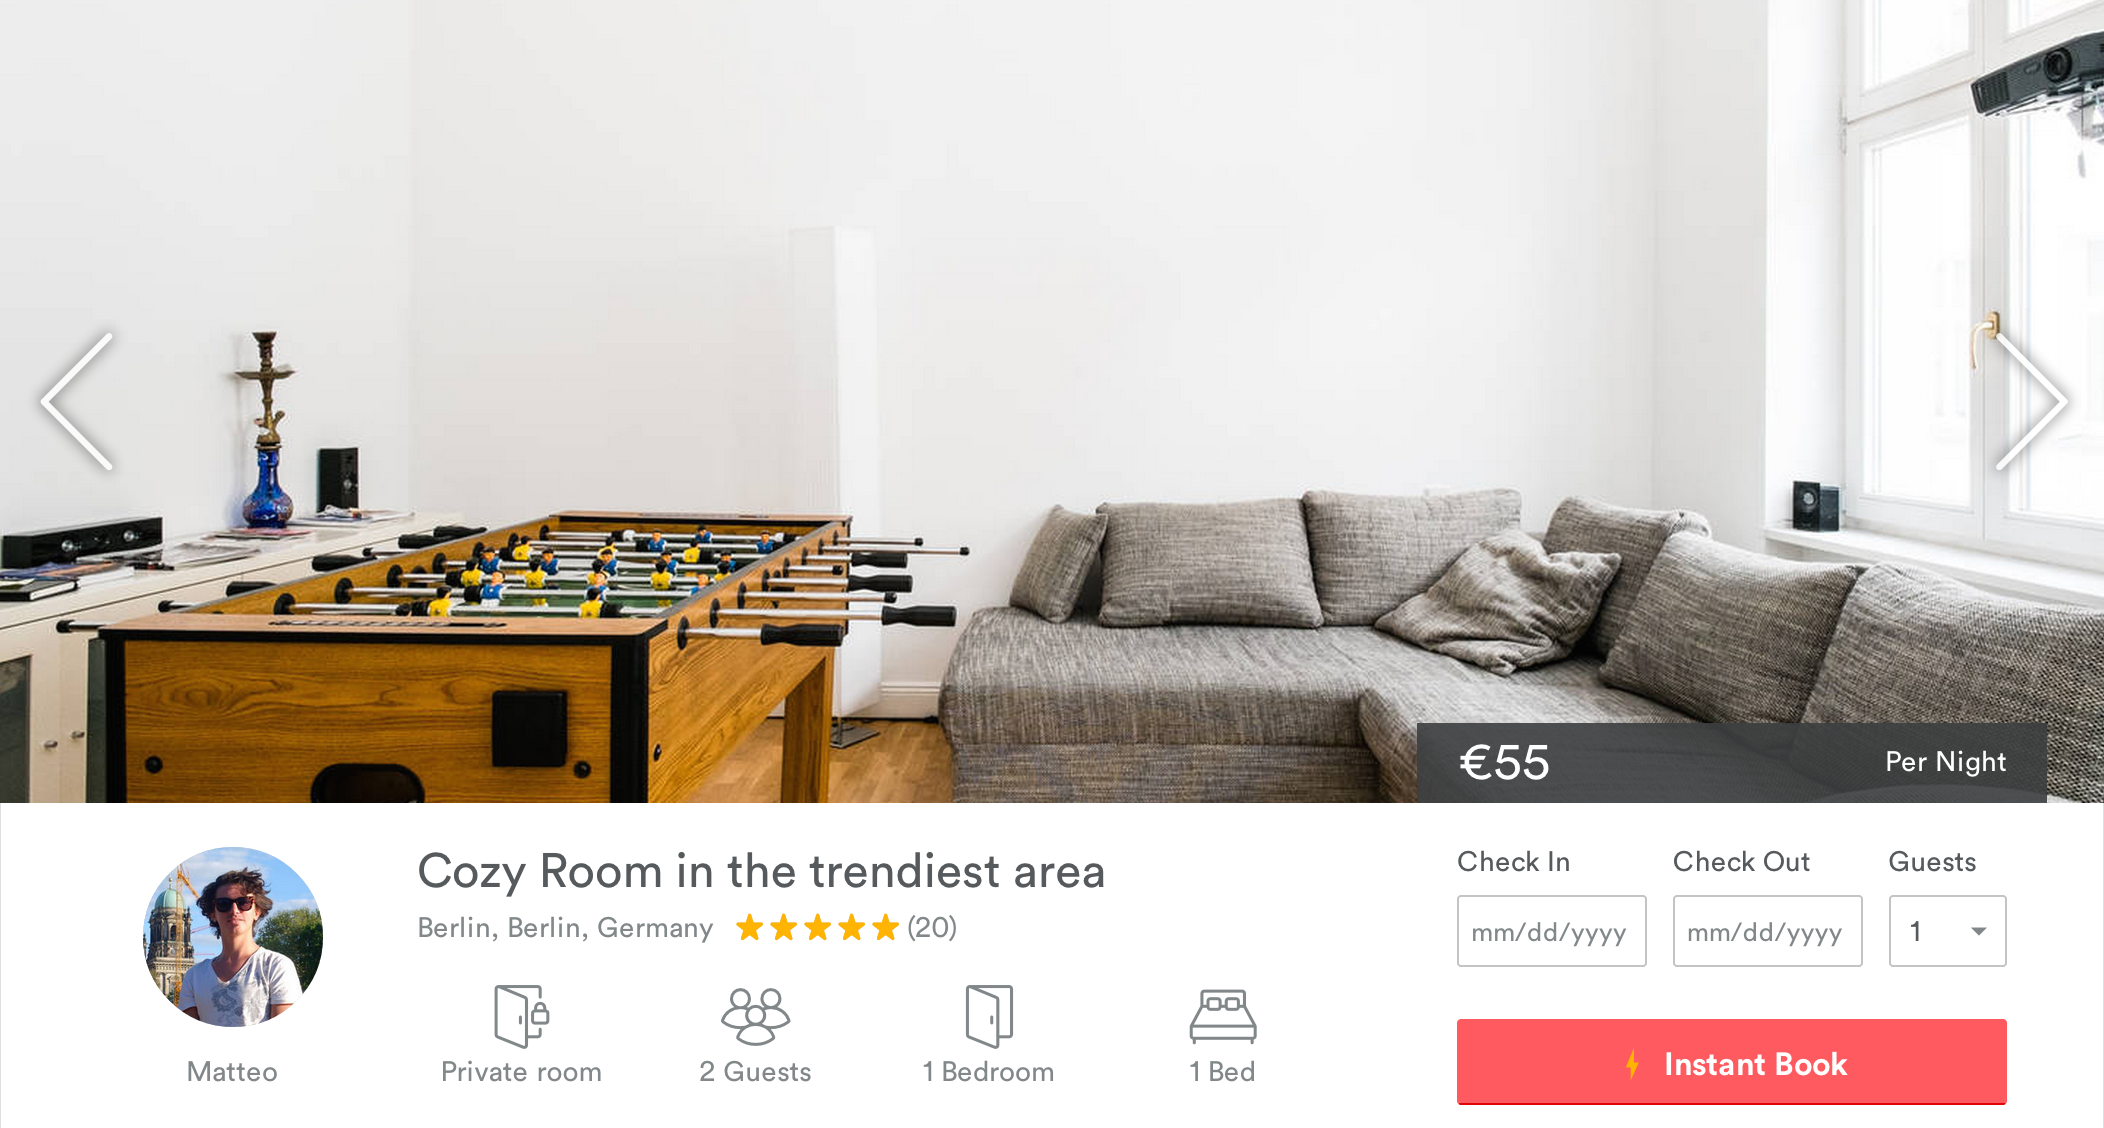 €55
Per Night
Cozy Room in the trendiest area
Berlin, Berlin, Germany (20)
Matteo
Private room
2 Guests
1 Bedroom
1 Bed
Check In
Check Out
Guests
mm/dd/yyyy
mm/dd/yyyy
1
Instant Book